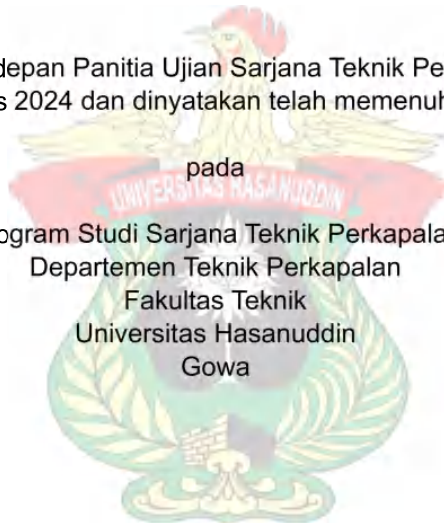 depan Panitia Ujian Sarjana Teknik Pe
s 2024 dan dinyatakan telah memenuh
pada
UNIVERSITAS HASANUDDIN
ogram Studi Sarjana Teknik Perkapala
Departemen Teknik Perkapalan
Fakultas Teknik
Universitas Hasanuddin
Gowa